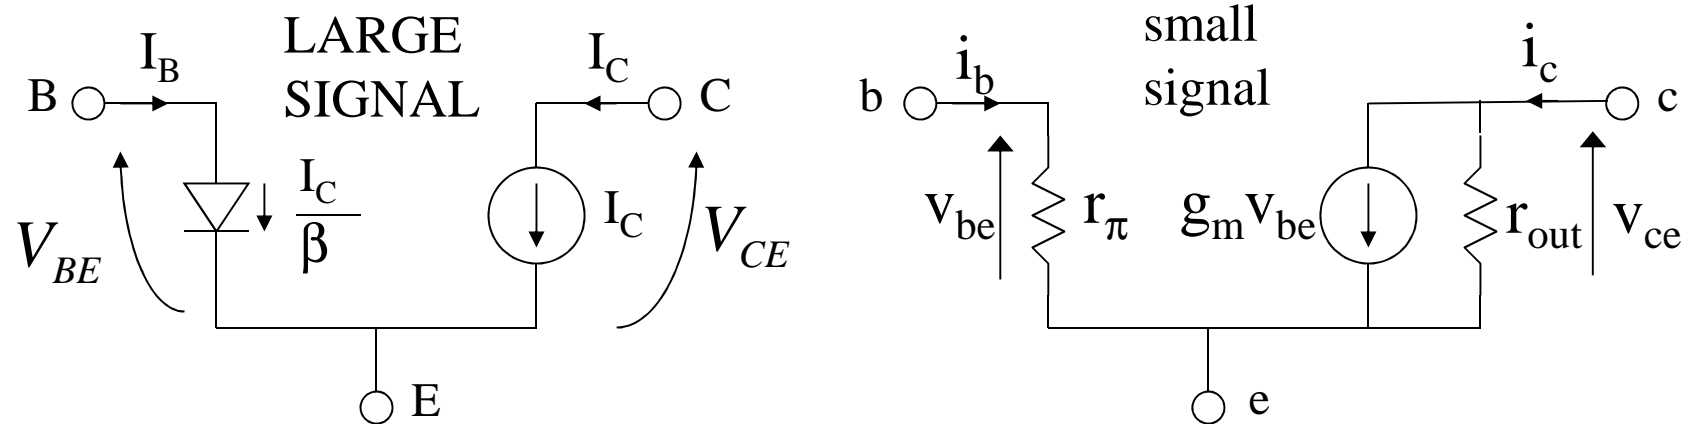 LARGE
SIGNAL
I_B
I_C
B
C
I_C
β
I_C
V_BE
V_CE
E
small
signal
i_b
i_c
b
c
v_be
r_π
g_m v_be
r_out
v_ce
e